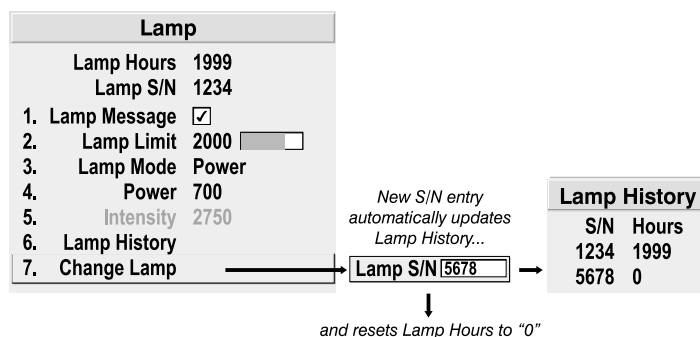 Lamp
Lamp Hours 1999
Lamp S/N 1234
1. Lamp Message ✓
2. Lamp Limit 2000
3. Lamp Mode Power
4. Power 700
5. Intensity 2750
6. Lamp History
7. Change Lamp
New S/N entry
automatically updates
Lamp History...
Lamp S/N 5678
and resets Lamp Hours to “0”
Lamp History
S/N Hours
1234 1999
5678 0